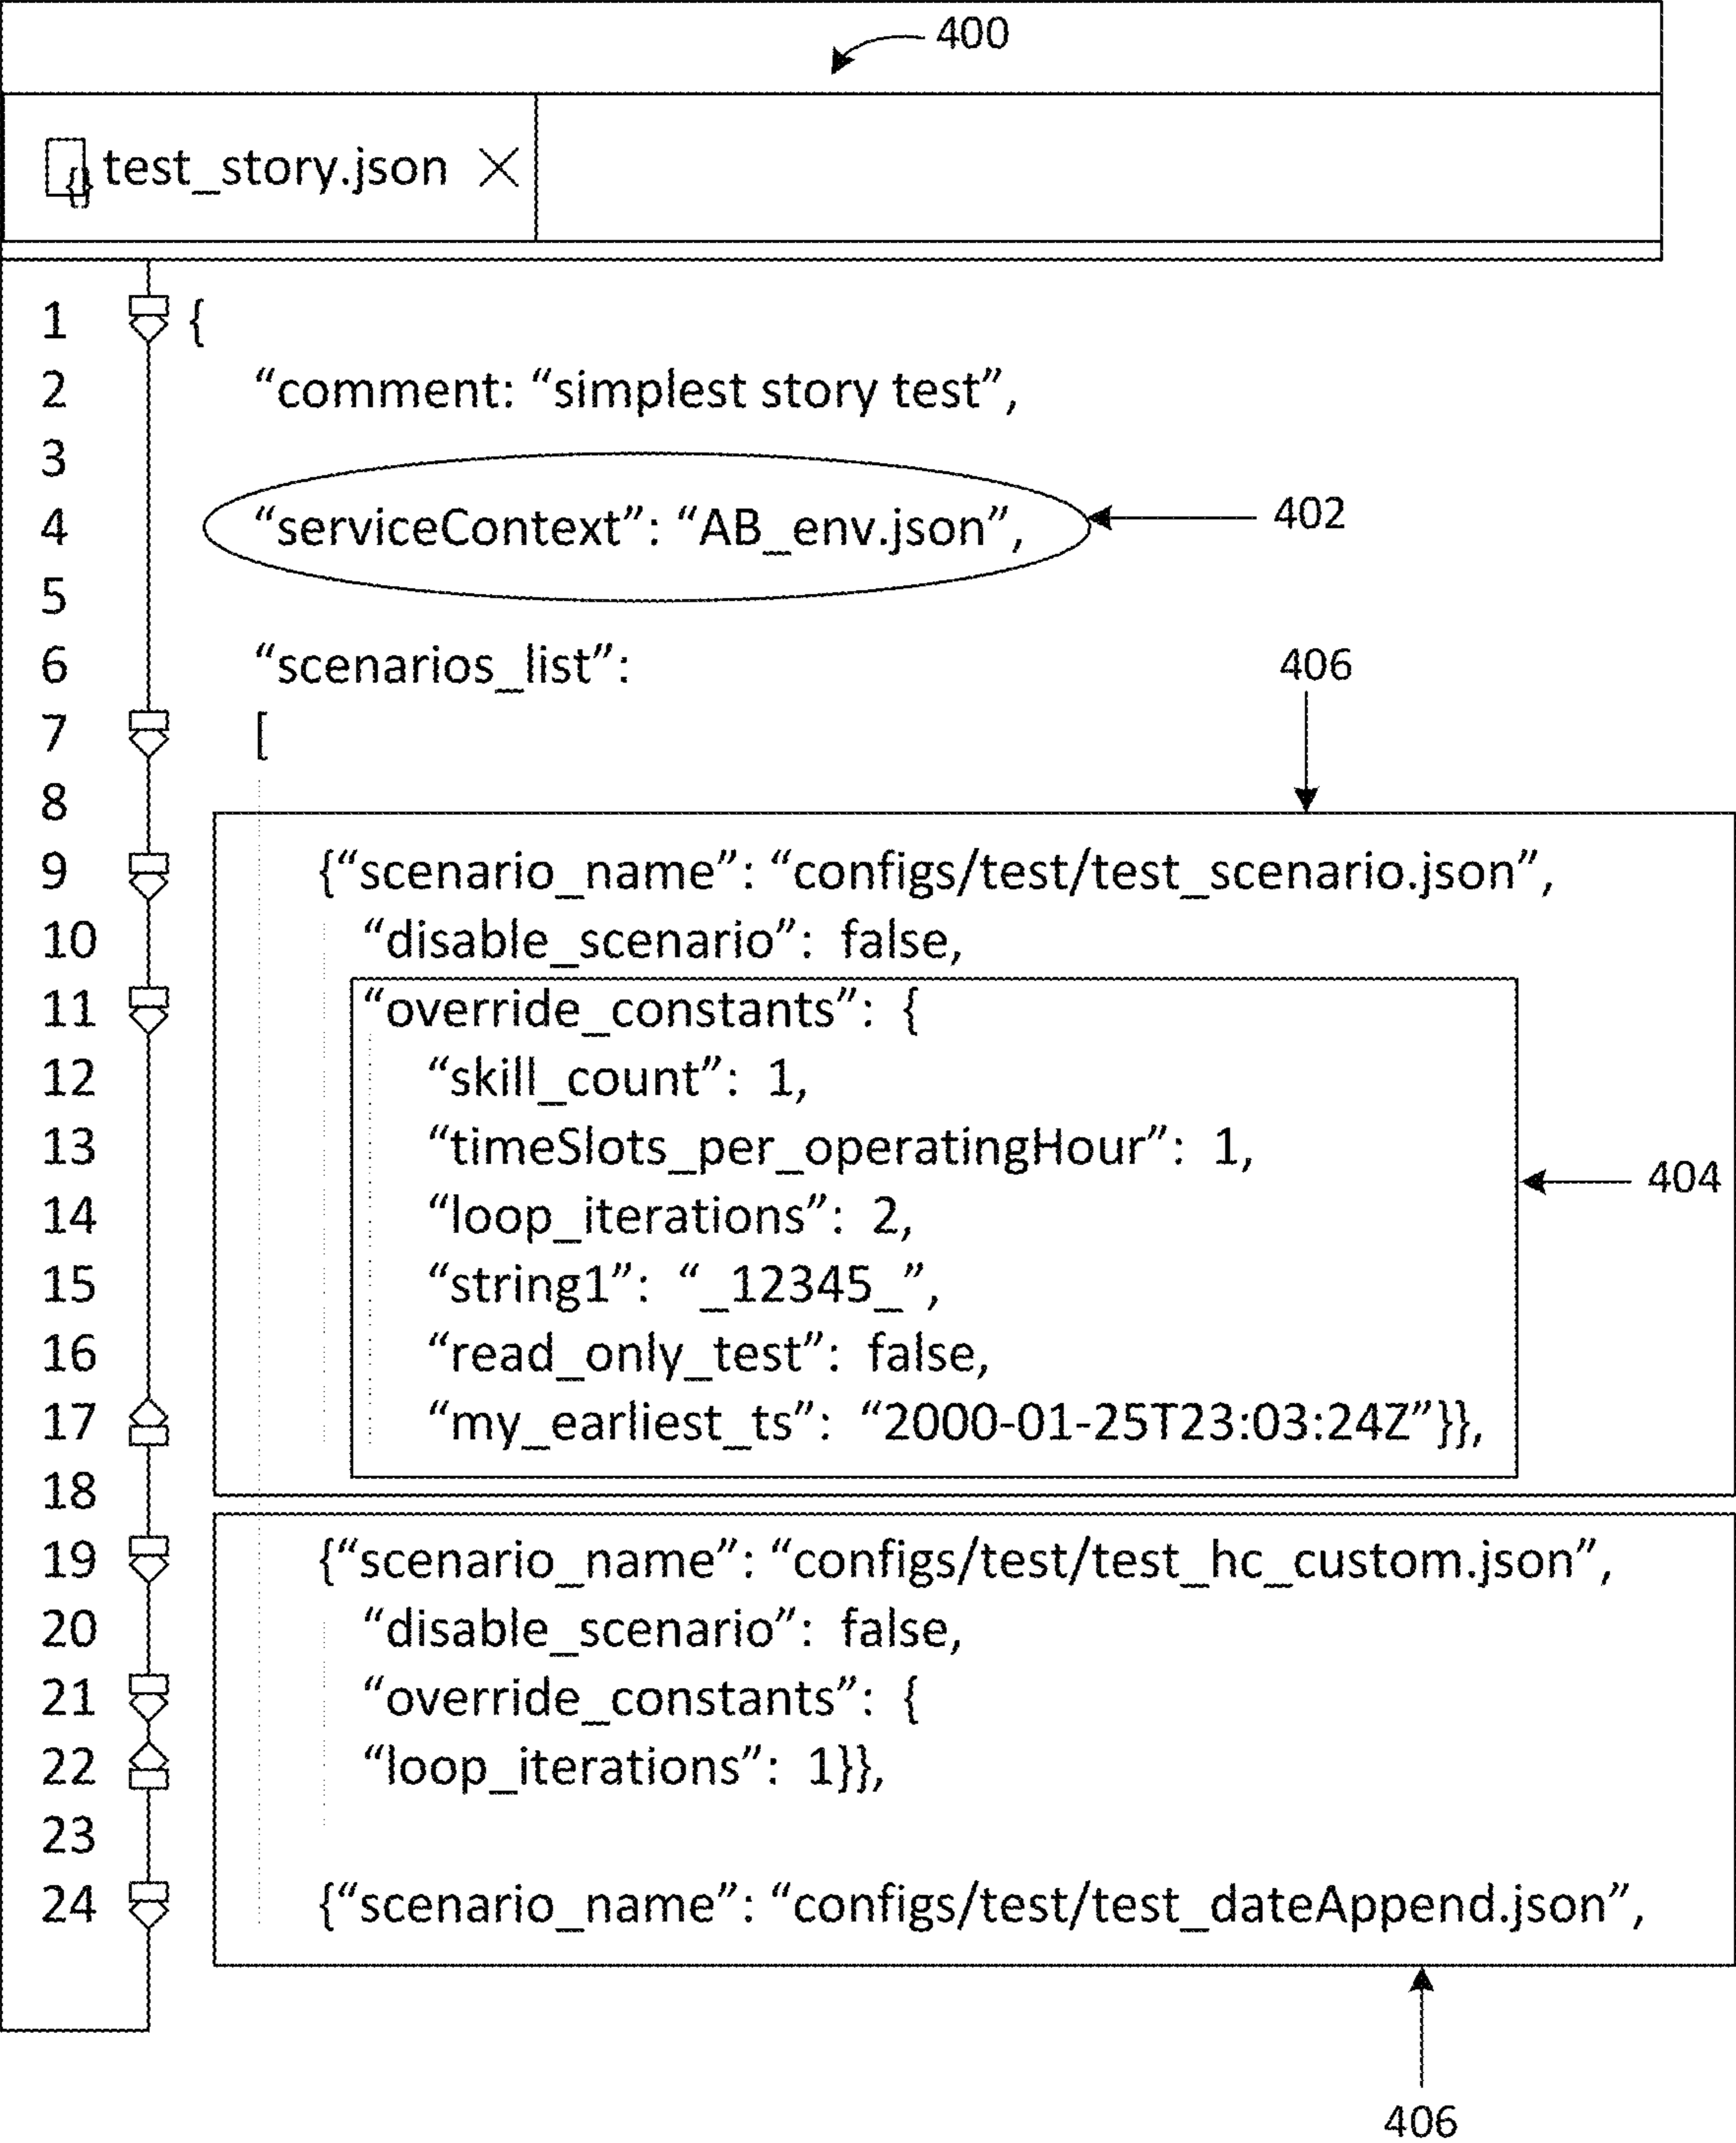 400
{} test_story.json
1 {
2 “comment: “simplest story test”,
3
4 “serviceContext”: “AB_env.json”, 402
5
6 “scenarios_list”: 406
7 [
8
9 {“scenario_name”: “configs/test/test_scenario.json”,
10 “disable_scenario”: false,
11 “override_constants”: {
12 “skill_count”: 1,
13 “timeSlots_per_operatingHour”: 1,
404
14 “loop_iterations”: 2,
15 “string1”: “_12345_”,
16 “read_only_test”: false,
17 “my_earliest_ts”: “2000-01-25T23:03:24Z”}},
18
19 {“scenario_name”: “configs/test/test_hc_custom.json”,
20 “disable_scenario”: false,
21 “override_constants”: {
22 “loop_iterations”: 1}},
23
24 {“scenario_name”: “configs/test/test_dateAppend.json”,
406